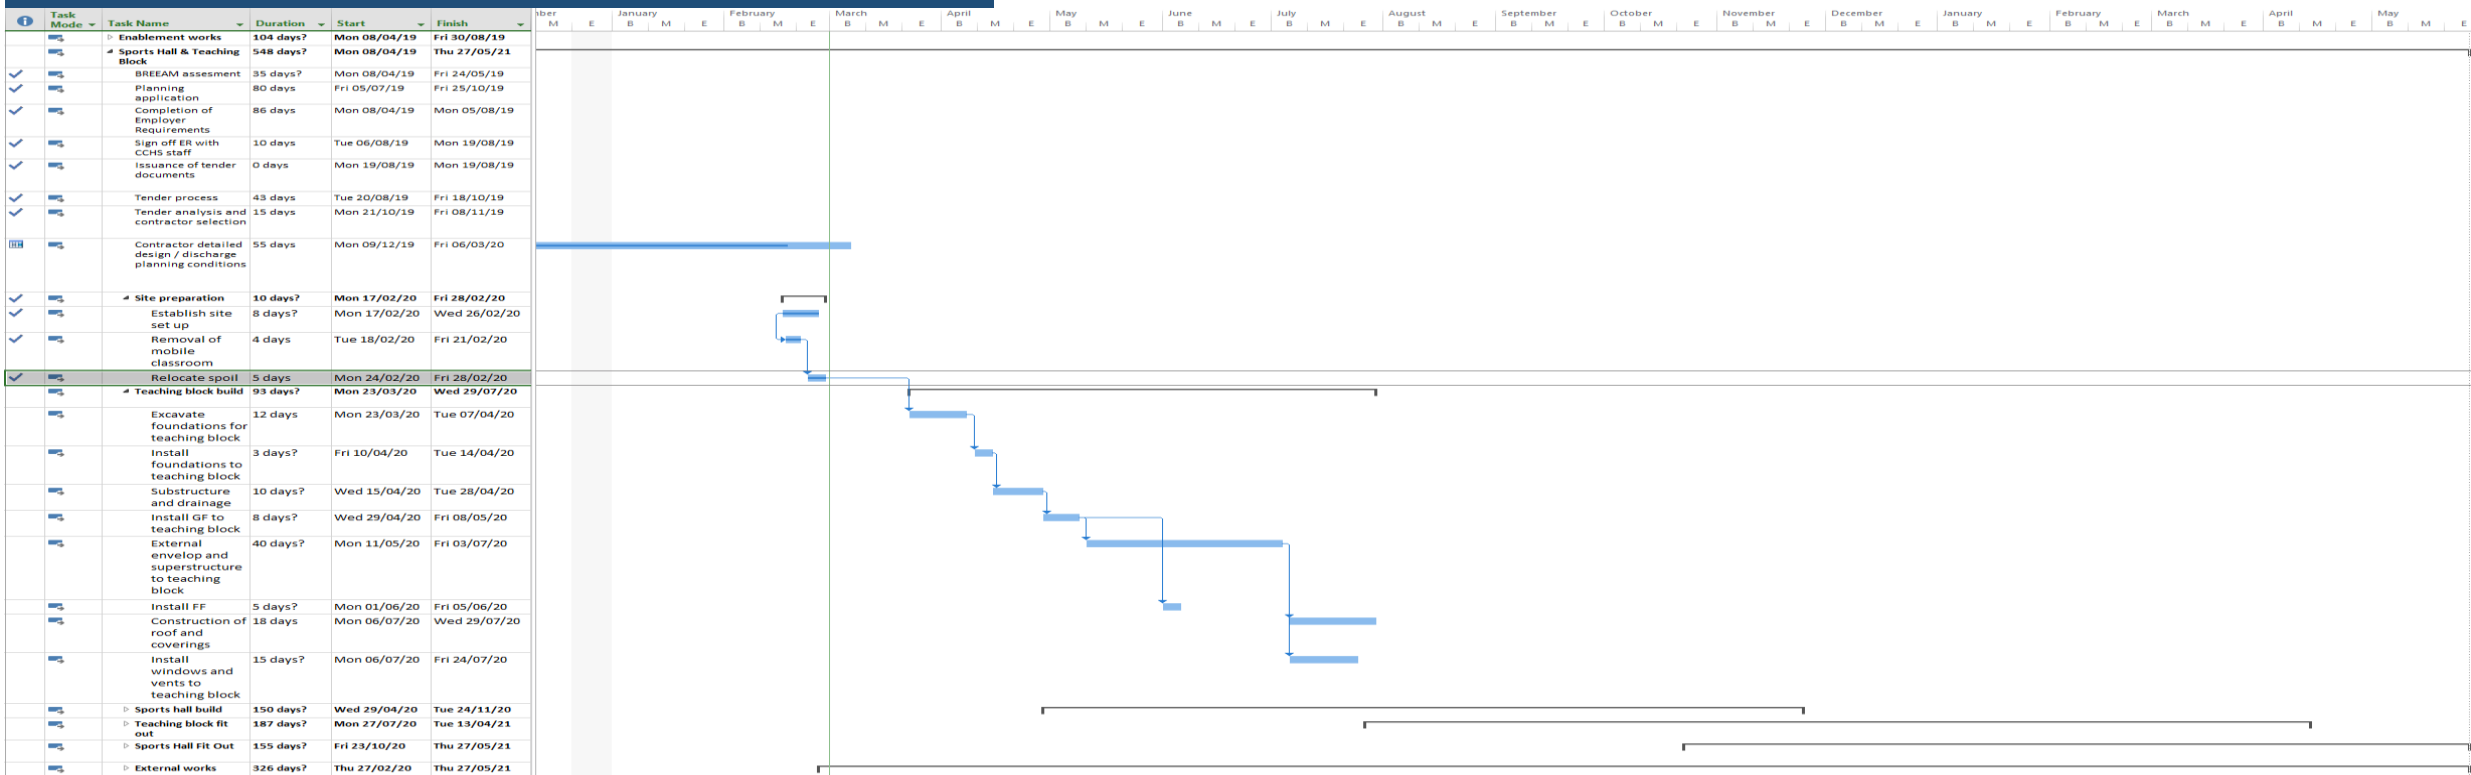 Task Mode Task Name Duration Start Finish
January February March April May June July August September October November December January February March April May
M E B M E B M E B M E B M E B M E B M E B M E B M E B M E B M E B M E B M E B M E B M E B M E B M E B M E
Enablement works 104 days? Mon 08/04/19 Fri 30/08/19
Sports Hall & Teaching 548 days? Mon 08/04/19 Thu 27/05/21
Block
BREEAM assesment 35 days? Mon 08/04/19 Fri 24/05/19
Planning 80 days Fri 05/07/19 Fri 25/10/19
application
Completion of 86 days Mon 08/04/19 Mon 05/08/19
Employer
Requirements
Sign off ER with 10 days Tue 06/08/19 Mon 19/08/19
CCHS staff
Issuance of tender 0 days Mon 19/08/19 Mon 19/08/19
documents
Tender process 43 days Tue 20/08/19 Fri 18/10/19
Tender analysis and 15 days Mon 21/10/19 Fri 08/11/19
contractor selection
Contractor detailed 55 days Mon 09/12/19 Fri 06/03/20
design / discharge
planning conditions
Site preparation 10 days? Mon 17/02/20 Fri 28/02/20
Establish site 8 days? Mon 17/02/20 Wed 26/02/20
set up
Removal of 4 days Tue 18/02/20 Fri 21/02/20
mobile
classroom
Relocate spoil 5 days Mon 24/02/20 Fri 28/02/20
Teaching block build 93 days? Mon 23/03/20 Wed 29/07/20
Excavate 12 days Mon 23/03/20 Tue 07/04/20
foundations for
teaching block
Install 3 days? Fri 10/04/20 Tue 14/04/20
foundations to
teaching block
Substructure 10 days? Wed 15/04/20 Tue 28/04/20
and drainage
Install GF to 8 days? Wed 29/04/20 Fri 08/05/20
teaching block
External 40 days? Mon 11/05/20 Fri 03/07/20
envelop and
superstructure
to teaching
block
Install FF 5 days? Mon 01/06/20 Fri 05/06/20
Construction of 18 days Mon 06/07/20 Wed 29/07/20
roof and
coverings
Install 15 days? Mon 06/07/20 Fri 24/07/20
windows and
vents to
teaching block
Sports hall build 150 days? Wed 29/04/20 Tue 24/11/20
Teaching block fit 187 days? Mon 27/07/20 Tue 13/04/21
out
Sports Hall Fit Out 155 days? Fri 23/10/20 Thu 27/05/21
External works 326 days? Thu 27/02/20 Thu 27/05/21